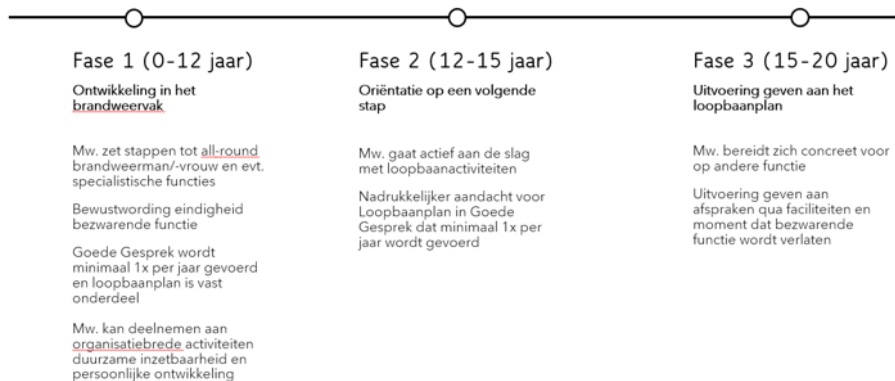 Fase 1 (0-12 jaar)
Ontwikkeling in het
brandweervak
Mw. zet stappen tot all-round
brandweerman/-vrouw en evt.
specialistische functies
Bewustwording eindigheid
bezwarende functie
Goede Gesprek wordt
minimaal 1x per jaar gevoerd
en loopbaanplan is vast
onderdeel
Mw. kan deelnemen aan
organisatiebrede activiteiten
duurzame inzetbaarheid en
persoonlijke ontwikkeling
Fase 2 (12-15 jaar)
Oriëntatie op een volgende
stap
Mw. gaat actief aan de slag
met loopbaanactiviteiten
Nadrukkelijker aandacht voor
Loopbaanplan in Goede
Gesprek dat minimaal 1x per
jaar wordt gevoerd
Fase 3 (15-20 jaar)
Uitvoering geven aan het
loopbaanplan
Mw. bereidt zich concreet voor
op andere functie
Uitvoering geven aan
afspraken qua faciliteiten en
moment dat bezwarende
functie wordt verlaten